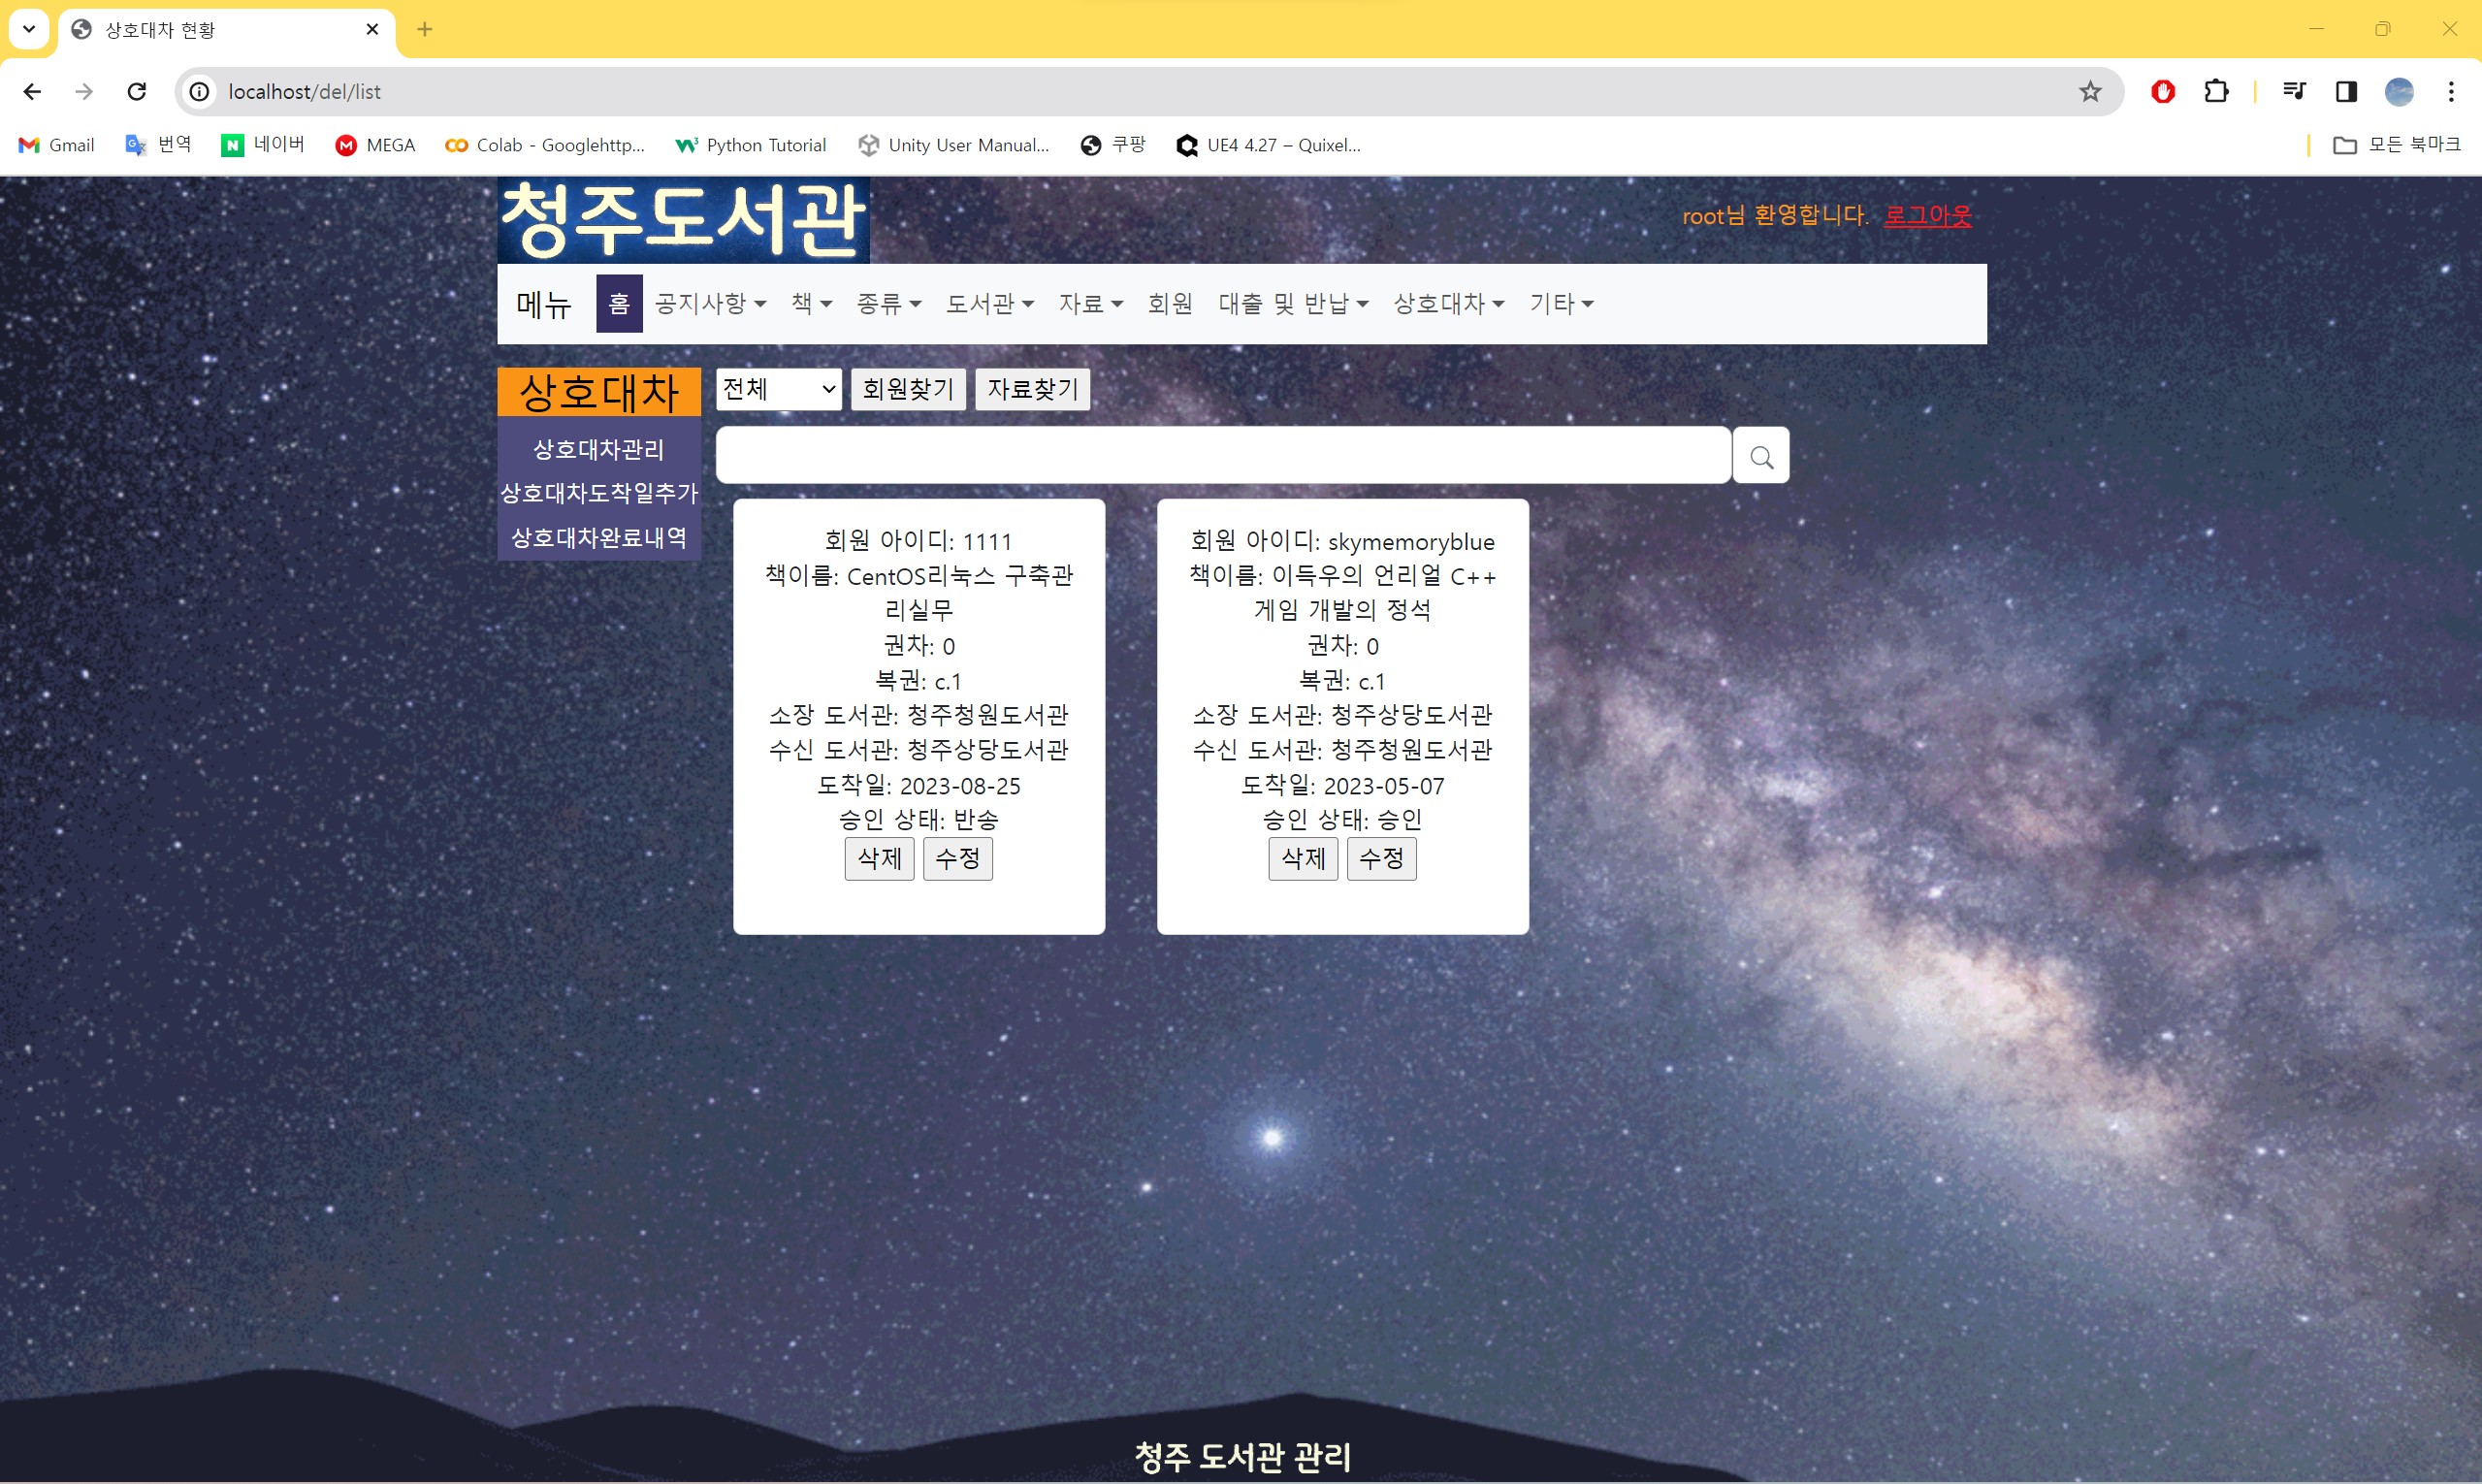 상호대차 현황
localhost/del/list
Gmail 번역 네이버 MEGA Colab - Googlehttp... Python Tutorial Unity User Manual... 쿠팡 UE4 4.27 – Quixel... 모든 북마크
청주도서관
root님 환영합니다. 로그아웃
메뉴 홈 공지사항 책 종류 도서관 자료 회원 대출 및 반납 상호대차 기타
상호대차
상호대차관리
상호대차도착일추가
상호대차완료내역
전체 회원찾기 자료찾기
회원 아이디: 1111
책이름: CentOS리눅스 구축관
리실무
권차: 0
복권: c.1
소장 도서관: 청주청원도서관
수신 도서관: 청주상당도서관
도착일: 2023-08-25
승인 상태: 반송
삭제 수정
회원 아이디: skymemoryblue
책이름: 이득우의 언리얼 C++
게임 개발의 정석
권차: 0
복권: c.1
소장 도서관: 청주상당도서관
수신 도서관: 청주청원도서관
도착일: 2023-05-07
승인 상태: 승인
삭제 수정
청주 도서관 관리